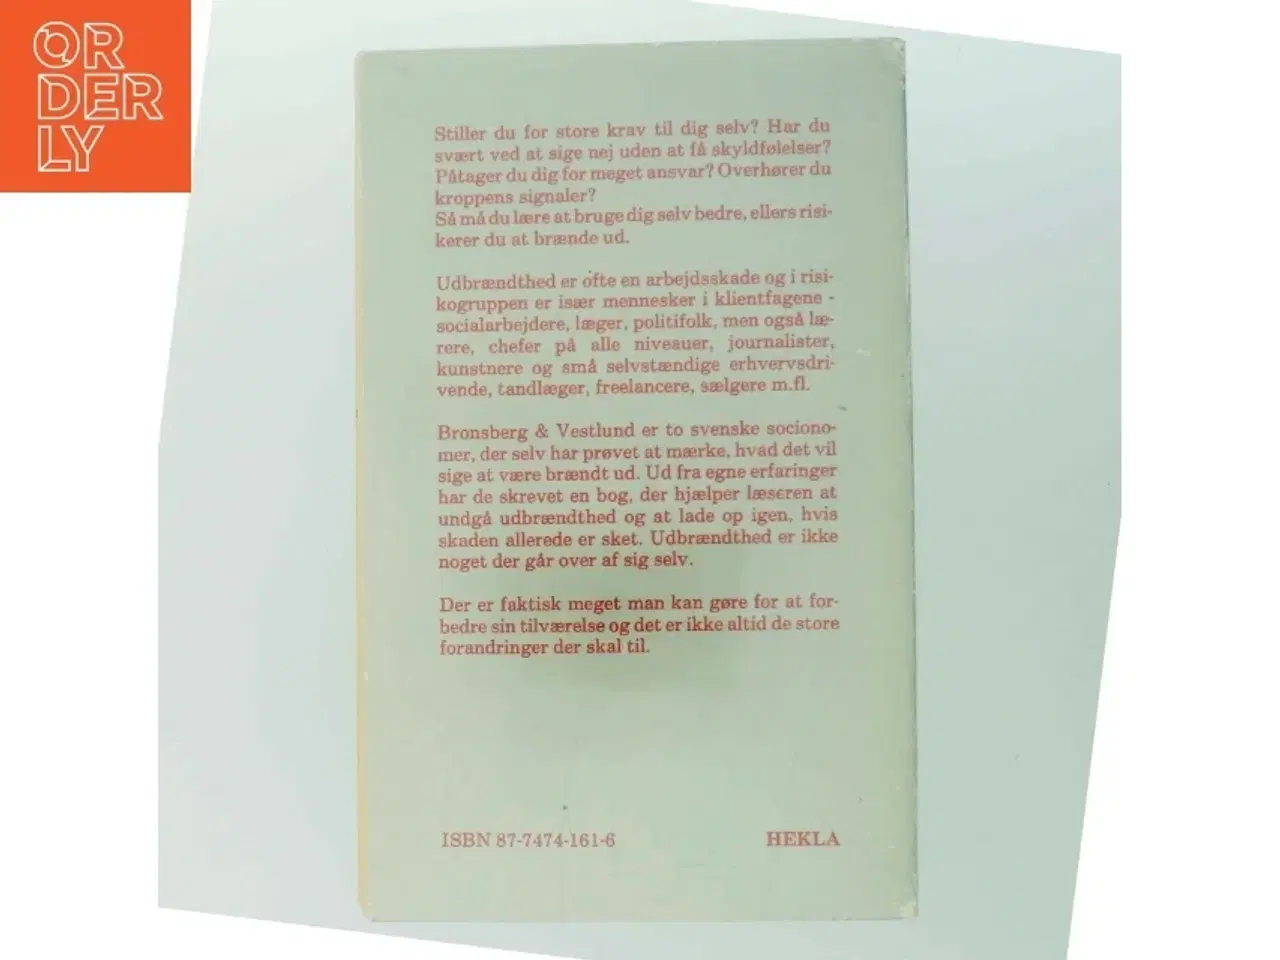 OR
DER
LY
Stiller du for store krav til dig selv? Har du
svært ved at sige nej uden at få skyldfølelser?
Påtager du dig for meget ansvar? Overhører du
kroppens signaler?
Så må du lære at bruge dig selv bedre, ellers risi-
kerer du at brænde ud.
Udbrændthed er ofte en arbejdsskade og i risi-
kogruppen er især mennesker i klientfagene -
socialarbejdere, læger, politifolk, men også læ-
rere, chefer på alle niveauer, journalister,
kunstnere og små selvstændige erhvervsdri-
vende, tandlæger, freelancere, sælgere m.fl.
Bronsberg & Vestlund er to svenske sociono-
mer, der selv har prøvet at mærke, hvad det vil
sige at være brændt ud. Ud fra egne erfaringer
har de skrevet en bog, der hjælper læseren at
undgå udbrændthed og at lade op igen, hvis
skaden allerede er sket. Udbrændthed er ikke
noget der går over af sig selv.
Der er faktisk meget man kan gøre for at for-
bedre sin tilværelse og det er ikke altid de store
forandringer der skal til.
ISBN 87-7474-161-6 HEKLA